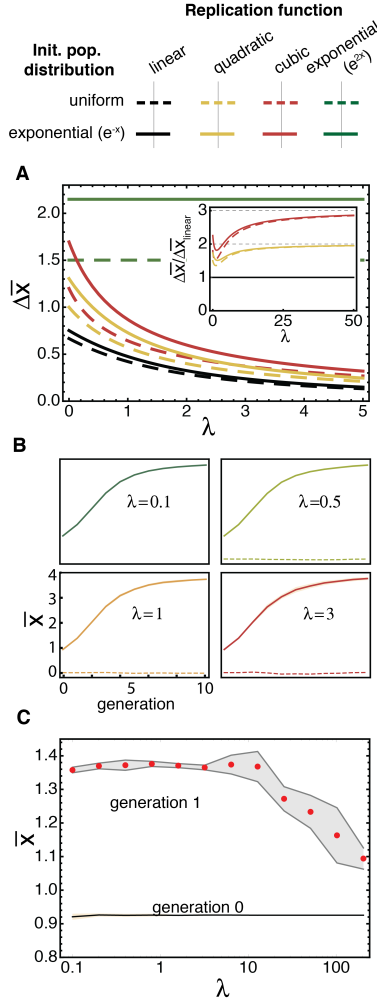 Replication function
Init. pop.
distribution
linear
quadratic
cubic
exponential
(e2x)
uniform
exponential (e-x)
A
Δx̅
2.0
1.5
1.0
0.5
0.0
0 1 2 3 4 5
λ
Δx̅/Δx̅linear
3
2
1
0
0 25 50
λ
B
λ=0.1
λ=0.5
λ=1
λ=3
x̅
4
3
2
1
0
0 5 10
generation
C
x̅
1.4
1.3
1.2
1.1
1.0
0.9
0.8
generation 1
generation 0
0.1 1 10 100
λ